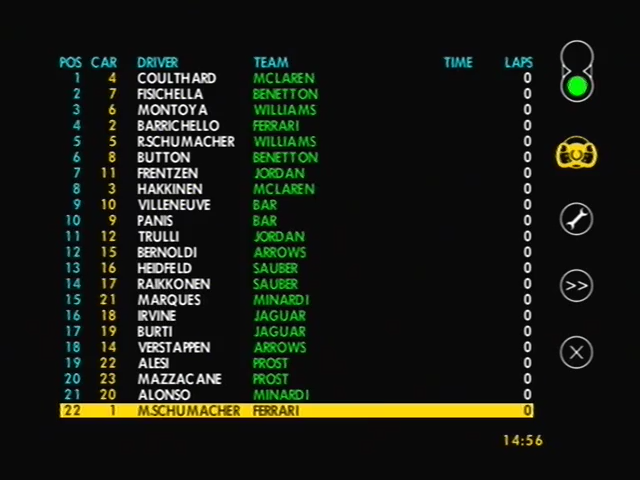 POS CAR DRIVER TEAM TIME LAPS
1 4 COULTHARD MCLAREN 0
2 7 FISICHELLA BENETTON 0
3 6 MONTOYA WILLIAMS 0
4 2 BARRICHELLO FERRARI 0
5 5 R.SCHUMACHER WILLIAMS 0
6 8 BUTTON BENETTON 0
7 11 FRENTZEN JORDAN 0
8 3 HAKKINEN MCLAREN 0
9 10 VILLENEUVE BAR 0
10 9 PANIS BAR 0
11 12 TRULLI JORDAN 0
12 15 BERNOLDI ARROWS 0
13 16 HEIDFELD SAUBER 0
14 17 RAIKKONEN SAUBER 0
15 21 MARQUES MINARDI 0
16 18 IRVINE JAGUAR 0
17 19 BURTI JAGUAR 0
18 14 VERSTAPPEN ARROWS 0
19 22 ALESI PROST 0
20 23 MAZZACANE PROST 0
21 20 ALONSO MINARDI 0
22 1 M.SCHUMACHER FERRARI 0
>>
14:56